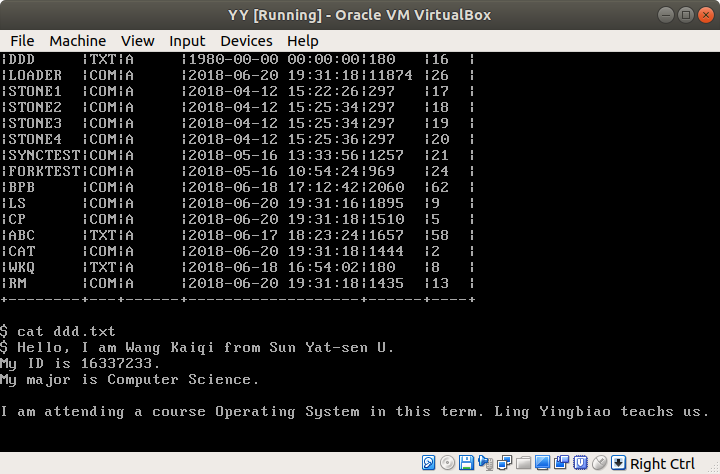 YY [Running] - Oracle VM VirtualBox
File Machine View Input Devices Help
¦DDD     ¦TXT¦A     ¦1980-00-00 00:00:00¦180   ¦16  ¦
¦LOADER  ¦COM¦A     ¦2018-06-20 19:31:18¦11874 ¦26  ¦
¦STONE1  ¦COM¦A     ¦2018-04-12 15:22:26¦297   ¦17  ¦
¦STONE2  ¦COM¦A     ¦2018-04-12 15:25:34¦297   ¦18  ¦
¦STONE3  ¦COM¦A     ¦2018-04-12 15:25:34¦297   ¦19  ¦
¦STONE4  ¦COM¦A     ¦2018-04-12 15:25:36¦297   ¦20  ¦
¦SYNCTEST¦COM¦A     ¦2018-05-16 13:33:56¦1257  ¦21  ¦
¦FORKTEST¦COM¦A     ¦2018-05-16 10:54:24¦969   ¦24  ¦
¦BPB     ¦COM¦A     ¦2018-06-18 17:12:42¦2060  ¦62  ¦
¦LS      ¦COM¦A     ¦2018-06-20 19:31:16¦1895  ¦9   ¦
¦CP      ¦COM¦A     ¦2018-06-20 19:31:18¦1510  ¦5   ¦
¦ABC     ¦TXT¦A     ¦2018-06-17 18:23:24¦1657  ¦58  ¦
¦CAT     ¦COM¦A     ¦2018-06-20 19:31:18¦1444  ¦2   ¦
¦WKQ     ¦TXT¦A     ¦2018-06-18 16:54:02¦180   ¦8   ¦
¦RM      ¦COM¦A     ¦2018-06-20 19:31:18¦1435  ¦13  ¦
+--------+---+------+-------------------+------+----+
$ cat ddd.txt
$ Hello, I am Wang Kaiqi from Sun Yat-sen U.
My ID is 16337233.
My major is Computer Science.
I am attending a course Operating System in this term. Ling Yingbiao teachs us.
Right Ctrl